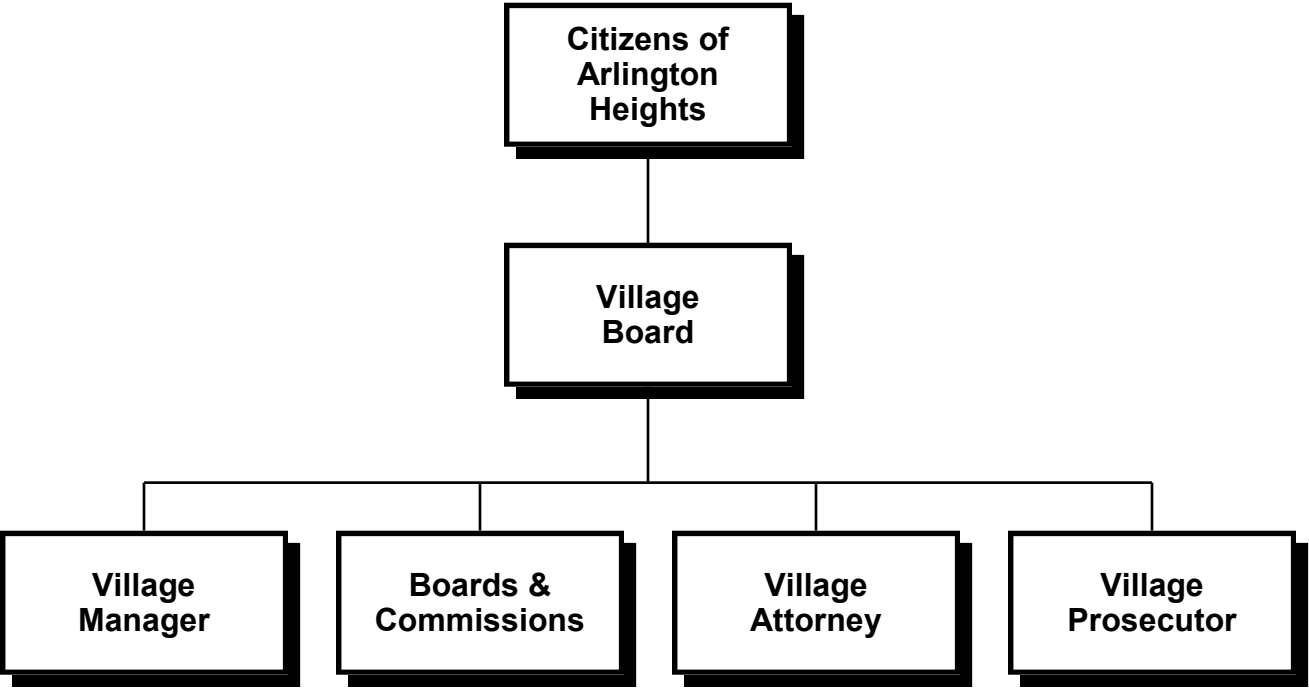 Citizens of
Arlington
Heights
Village
Board
Village
Manager
Boards &
Commissions
Village
Attorney
Village
Prosecutor